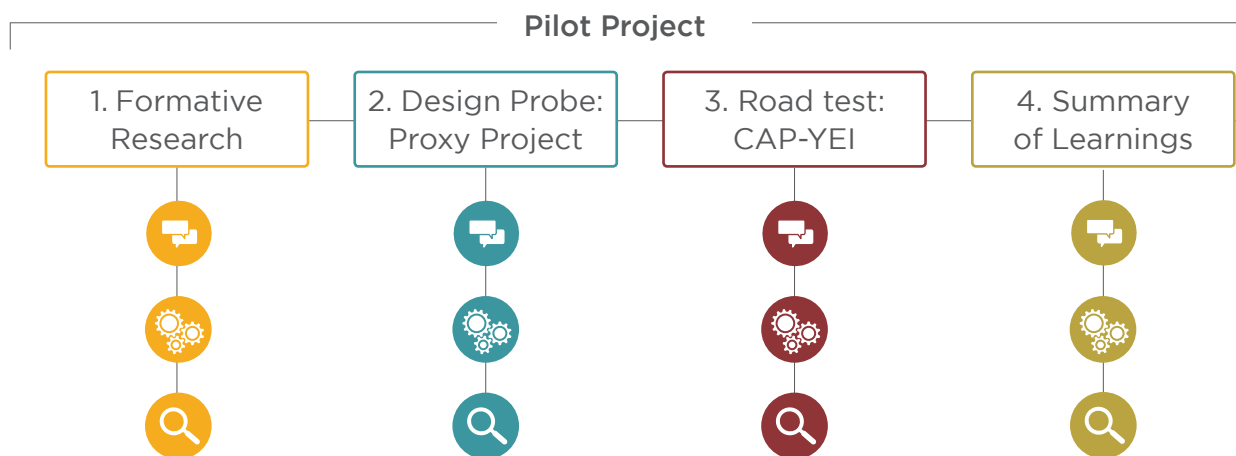 Pilot Project
1. Formative
Research
2. Design Probe:
Proxy Project
3. Road test:
CAP-YEI
4. Summary
of Learnings